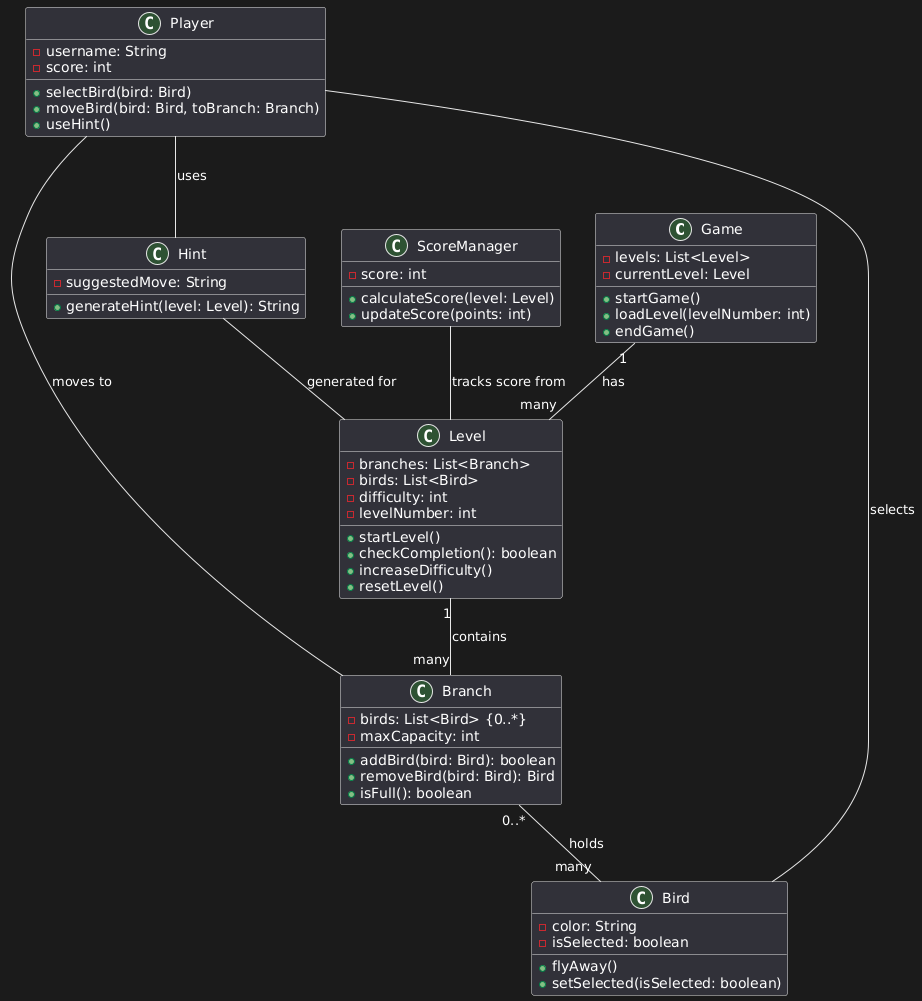 C Player
username: String
score: int
selectBird(bird: Bird)
moveBird(bird: Bird, toBranch: Branch)
useHint()
uses
C Hint
suggestedMove: String
generateHint(level: Level): String
C ScoreManager
score: int
calculateScore(level: Level)
updateScore(points: int)
C Game
levels: List<Level>
currentLevel: Level
startGame()
loadLevel(levelNumber: int)
endGame()
moves to
generated for
tracks score from
1
has
many
C Level
branches: List<Branch>
birds: List<Bird>
difficulty: int
levelNumber: int
startLevel()
checkCompletion(): boolean
increaseDifficulty()
resetLevel()
selects
1
contains
many
C Branch
birds: List<Bird> {0..*}
maxCapacity: int
addBird(bird: Bird): boolean
removeBird(bird: Bird): Bird
isFull(): boolean
0..*
holds
many
C Bird
color: String
isSelected: boolean
flyAway()
setSelected(isSelected: boolean)